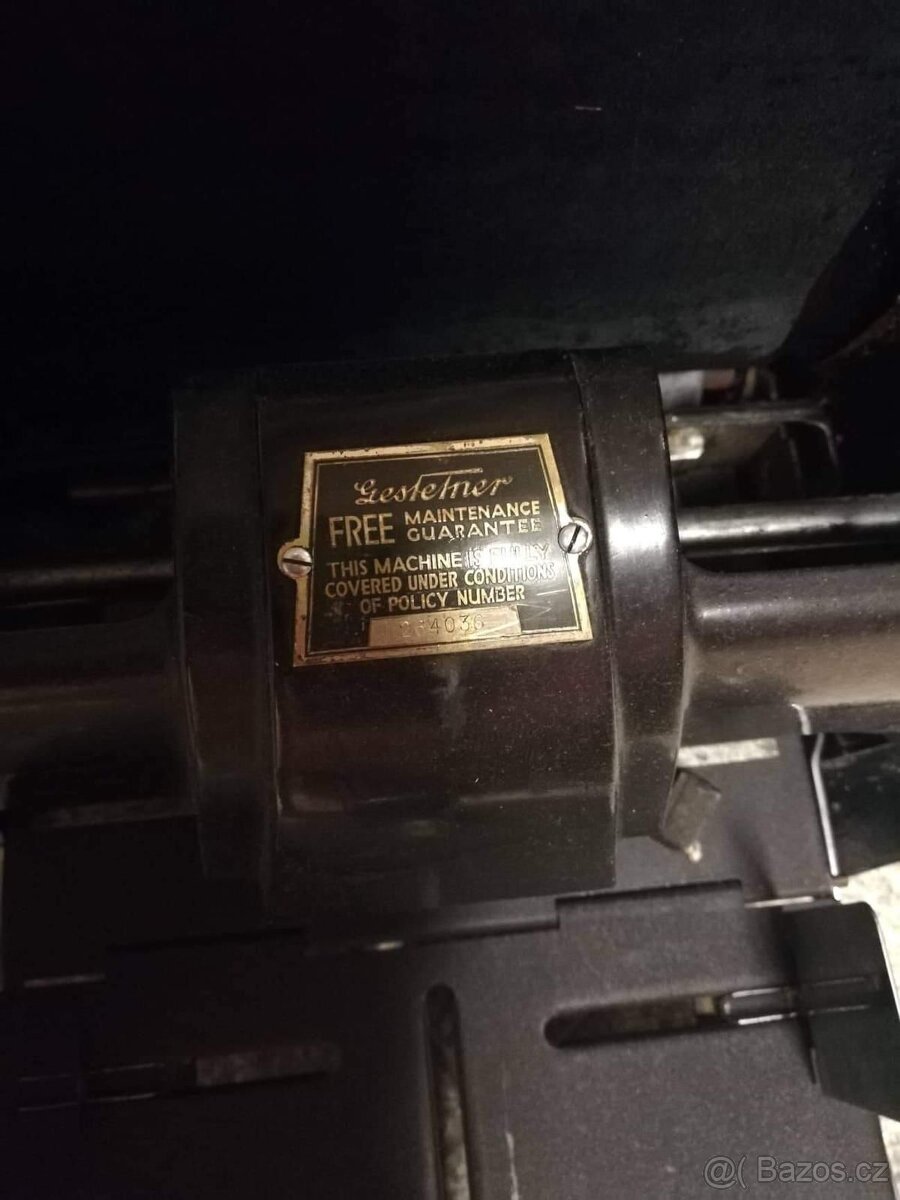 Gestetner
FREE MAINTENANCE
GUARANTEE
THIS MACHINE IS FULLY
COVERED UNDER CONDITIONS
OF POLICY NUMBER
@( Bazos.cz